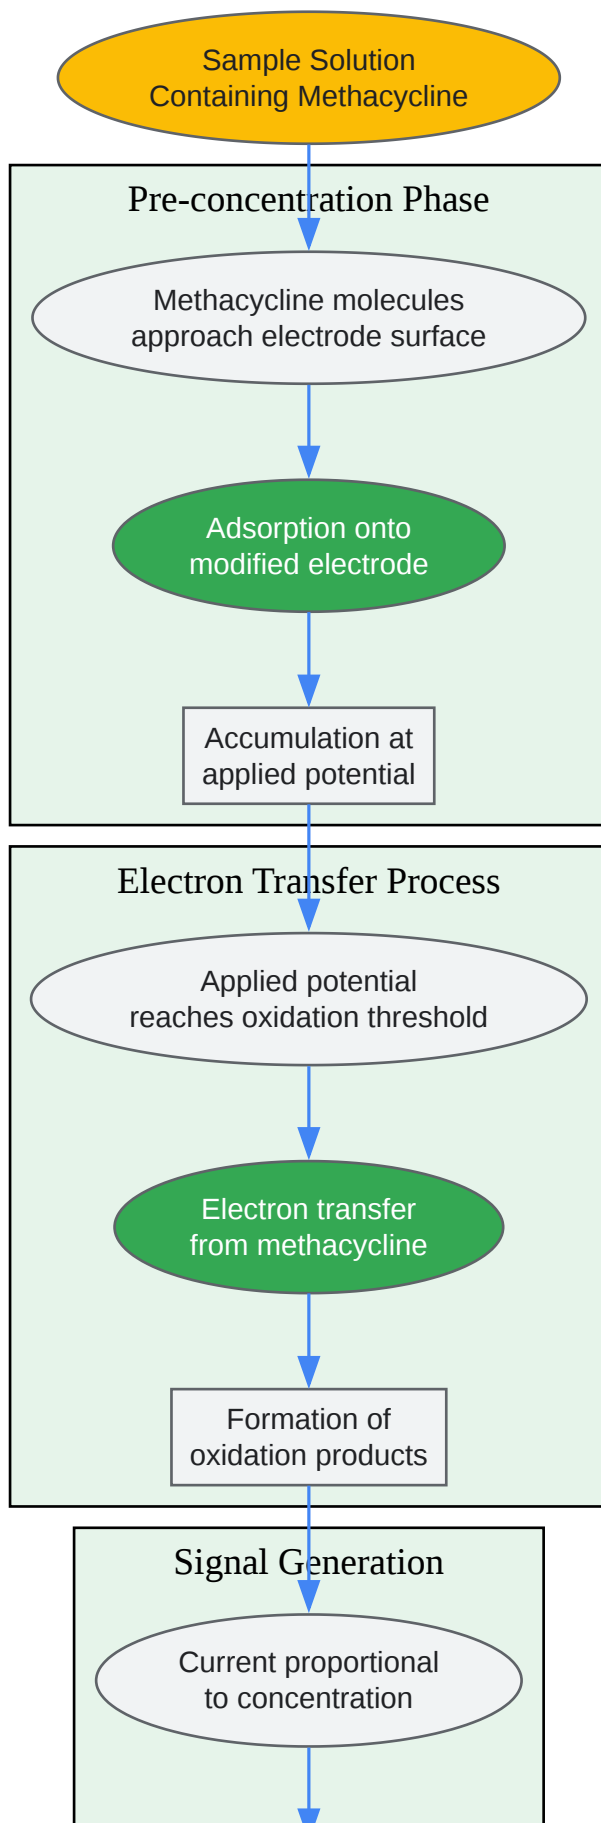 Sample Solution
Containing Methacycline
Pre-concentration Phase
Methacycline molecules
approach electrode surface
Adsorption onto
modified electrode
Accumulation at
applied potential
Electron Transfer Process
Applied potential
reaches oxidation threshold
Electron transfer
from methacycline
Formation of
oxidation products
Signal Generation
Current proportional
to concentration